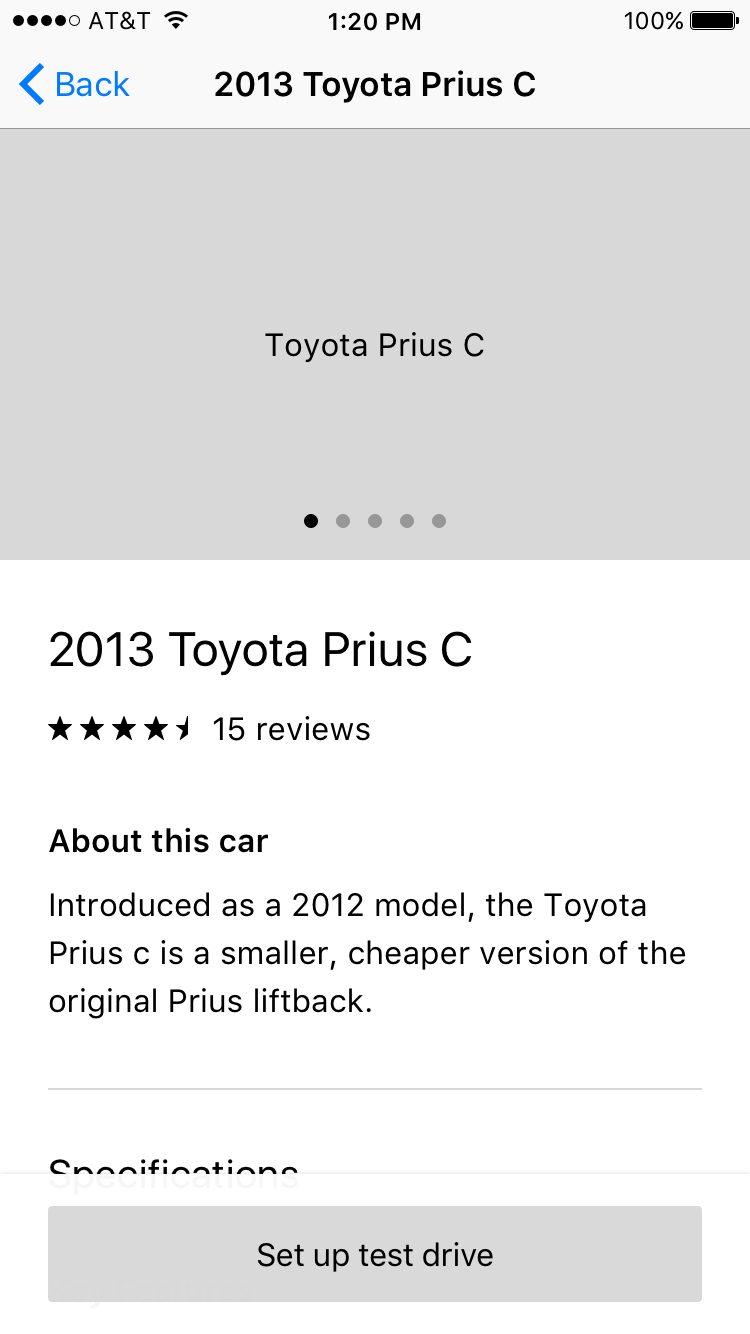 AT&T 1:20 PM 100%
Back 2013 Toyota Prius C
Toyota Prius C
2013 Toyota Prius C
15 reviews
About this car
Introduced as a 2012 model, the Toyota
Prius c is a smaller, cheaper version of the
original Prius liftback.
Specifications
Set up test drive